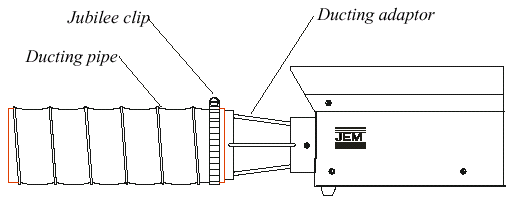 Jubilee clip
Ducting adaptor
Ducting pipe
JEM